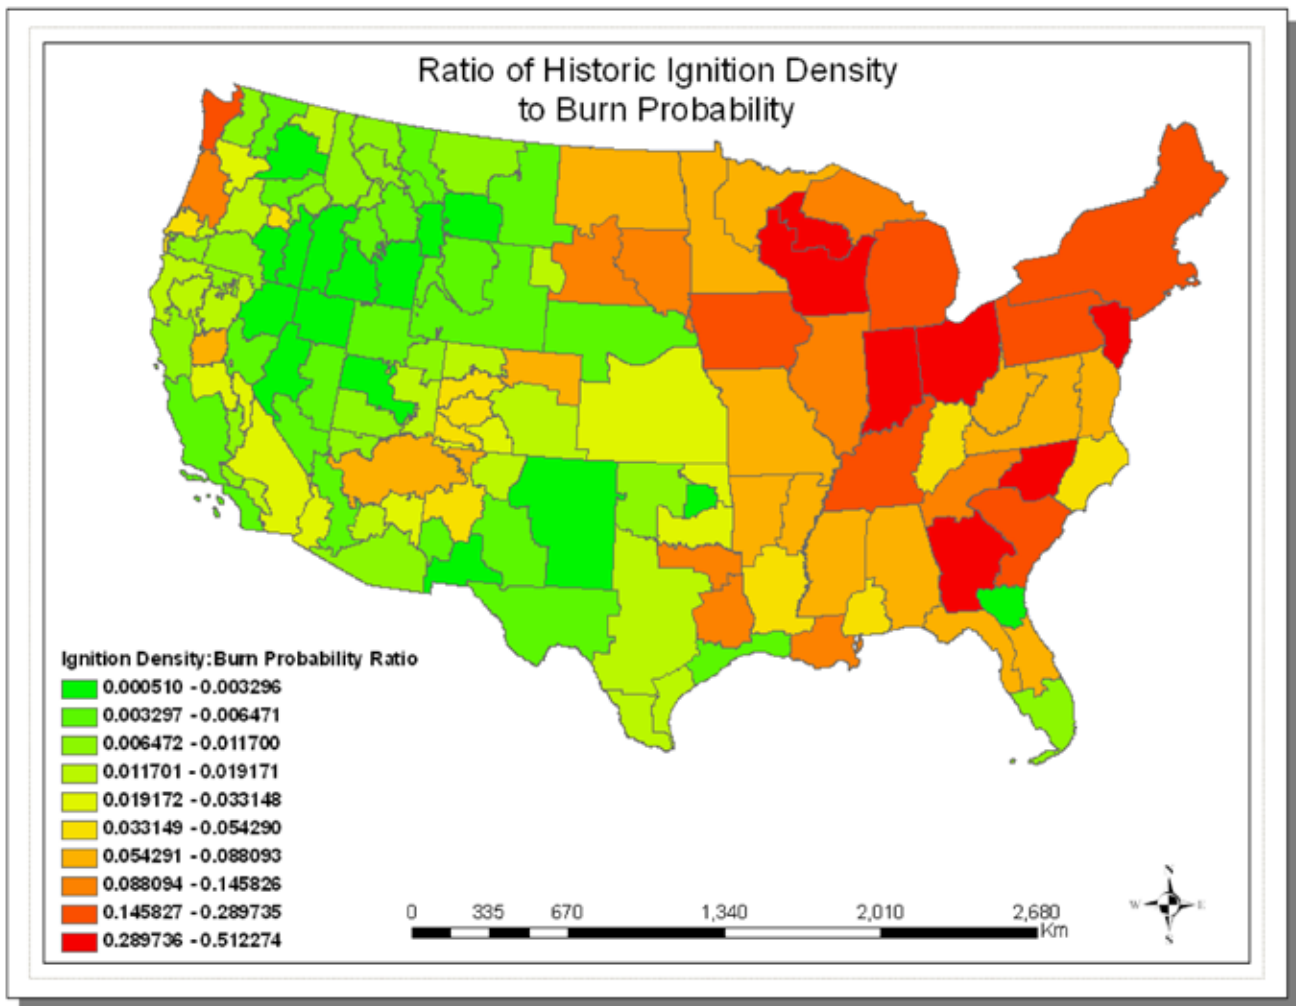 Ratio of Historic Ignition Density
to Burn Probability
Ignition Density:Burn Probability Ratio
0.000510 - 0.003296
0.003297 - 0.006471
0.006472 - 0.011700
0.011701 - 0.019171
0.019172 - 0.033148
0.033149 - 0.054290
0.054291 - 0.088093
0.088094 - 0.145826
0.145827 - 0.289735
0.289736 - 0.512274
0 335 670 1,340 2,010 2,680
Km
N
W E
S